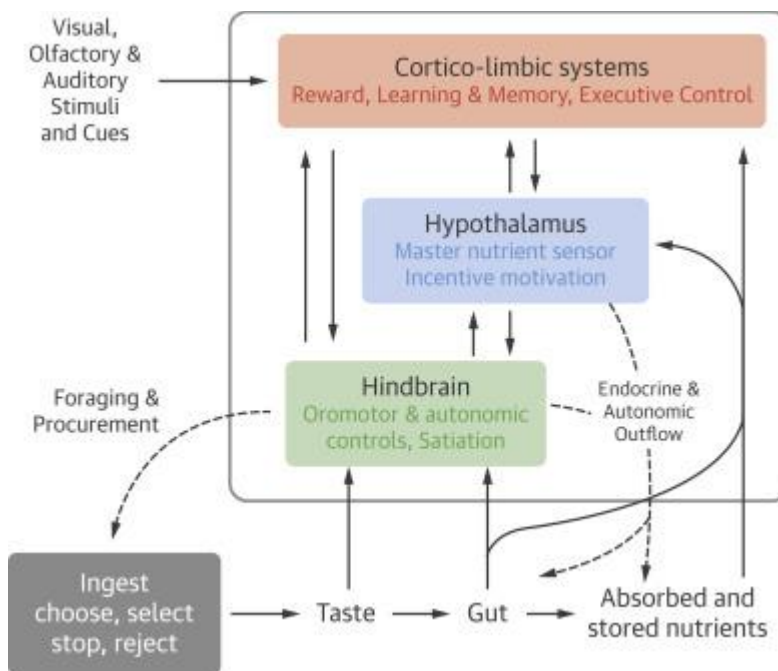 Visual,
Olfactory &
Auditory
Stimuli
and Cues
Cortico-limbic systems
Reward, Learning & Memory, Executive Control
Hypothalamus
Master nutrient sensor
Incentive motivation
Hindbrain
Oromotor & autonomic
controls, Satiation
Endocrine &
Autonomic
Outflow
Foraging &
Procurement
Ingest
choose, select
stop, reject
Taste
Gut
Absorbed and
stored nutrients